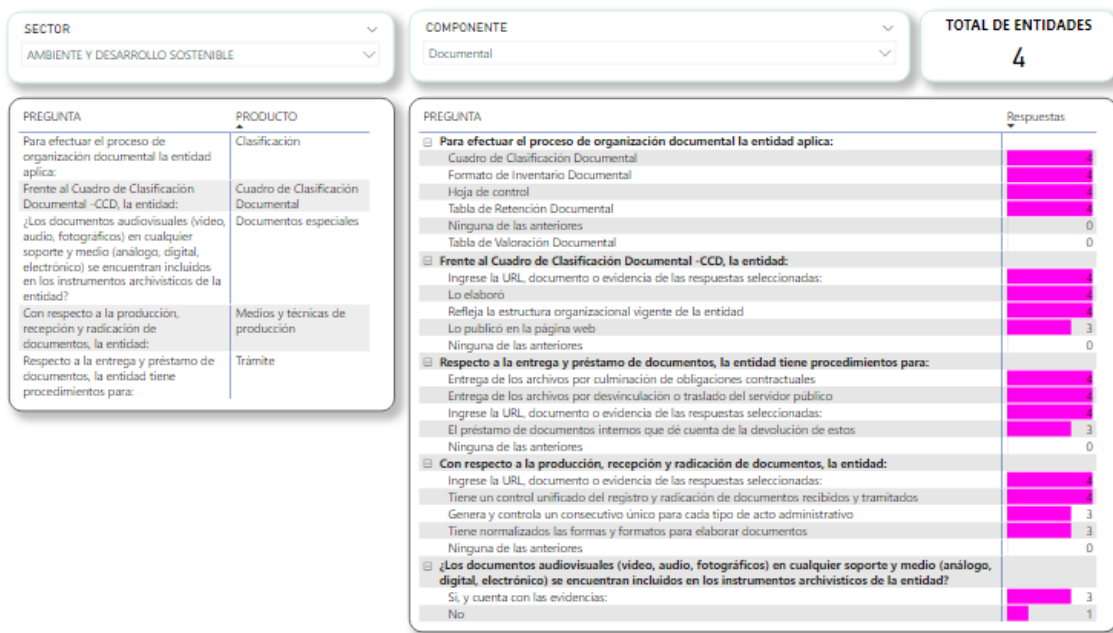 SECTOR
AMBIENTE Y DESARROLLO SOSTENIBLE
COMPONENTE
Documental
TOTAL DE ENTIDADES
4
PREGUNTA PRODUCTO
Para efectuar el proceso de Clasificación
organización documental la entidad
aplica:
Frente al Cuadro de Clasificación Cuadro de Clasificación
Documental -CCD, la entidad: Documental
¿Los documentos audiovisuales (video, Documentos especiales
audio, fotográficos) en cualquier
soporte y medio (análogo, digital,
electrónico) se encuentran incluidos
en los instrumentos archivísticos de la
entidad?
Con respecto a la producción, Medios y técnicas de
recepción y radicación de producción
documentos, la entidad:
Respecto a la entrega y préstamo de Trámite
documentos, la entidad tiene
procedimientos para:
PREGUNTA Respuestas
Para efectuar el proceso de organización documental la entidad aplica:
Cuadro de Clasificación Documental 4
Formato de Inventario Documental 4
Hoja de control 4
Tabla de Retención Documental 4
Ninguna de las anteriores 0
Tabla de Valoración Documental 0
Frente al Cuadro de Clasificación Documental -CCD, la entidad:
Ingrese la URL, documento o evidencia de las respuestas seleccionadas: 4
Lo elaboró 4
Refleja la estructura organizacional vigente de la entidad 4
Lo publicó en la página web 3
Ninguna de las anteriores 0
Respecto a la entrega y préstamo de documentos, la entidad tiene procedimientos para:
Entrega de los archivos por culminación de obligaciones contractuales 4
Entrega de los archivos por desvinculación o traslado del servidor público 4
Ingrese la URL, documento o evidencia de las respuestas seleccionadas: 4
El préstamo de documentos internos que dé cuenta de la devolución de estos 3
Ninguna de las anteriores 0
Con respecto a la producción, recepción y radicación de documentos, la entidad:
Ingrese la URL, documento o evidencia de las respuestas seleccionadas: 4
Tiene un control unificado del registro y radicación de documentos recibidos y tramitados 4
Genera y controla un consecutivo único para cada tipo de acto administrativo 3
Tiene normalizados las formas y formatos para elaborar documentos 3
Ninguna de las anteriores 0
¿Los documentos audiovisuales (video, audio, fotográficos) en cualquier soporte y medio (análogo,
digital, electrónico) se encuentran incluidos en los instrumentos archivísticos de la entidad?
Si, y cuenta con las evidencias: 3
No 1